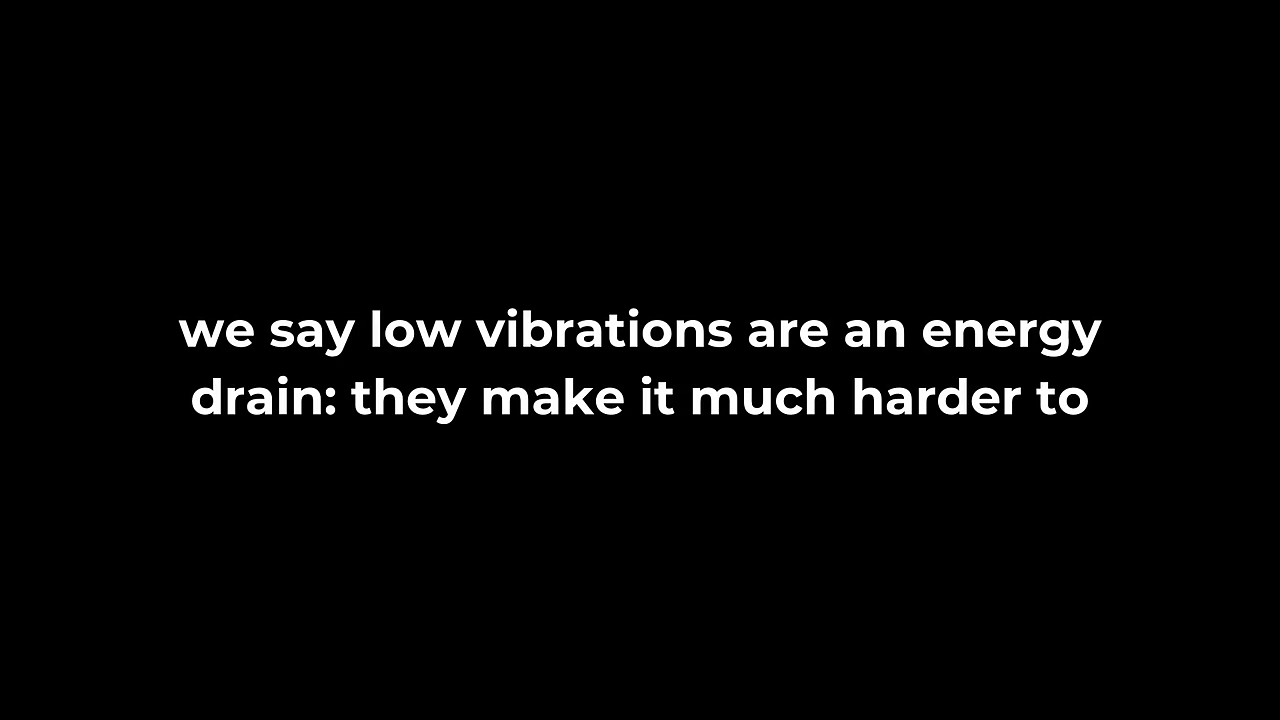 we say low vibrations are an energy
drain: they make it much harder to